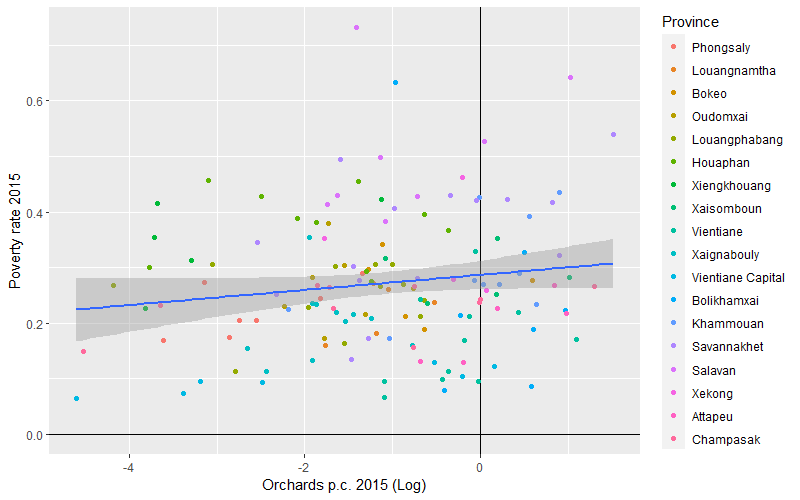 Poverty rate 2015
0.6
0.4
0.2
0.0
-4
-2
0
Orchards p.c. 2015 (Log)
Province
Phongsaly
Louangnamtha
Bokeo
Oudomxai
Louangphabang
Houaphan
Xiengkhouang
Xaisomboun
Vientiane
Xaignabouly
Vientiane Capital
Bolikhamxai
Khammouan
Savannakhet
Salavan
Xekong
Attapeu
Champasak